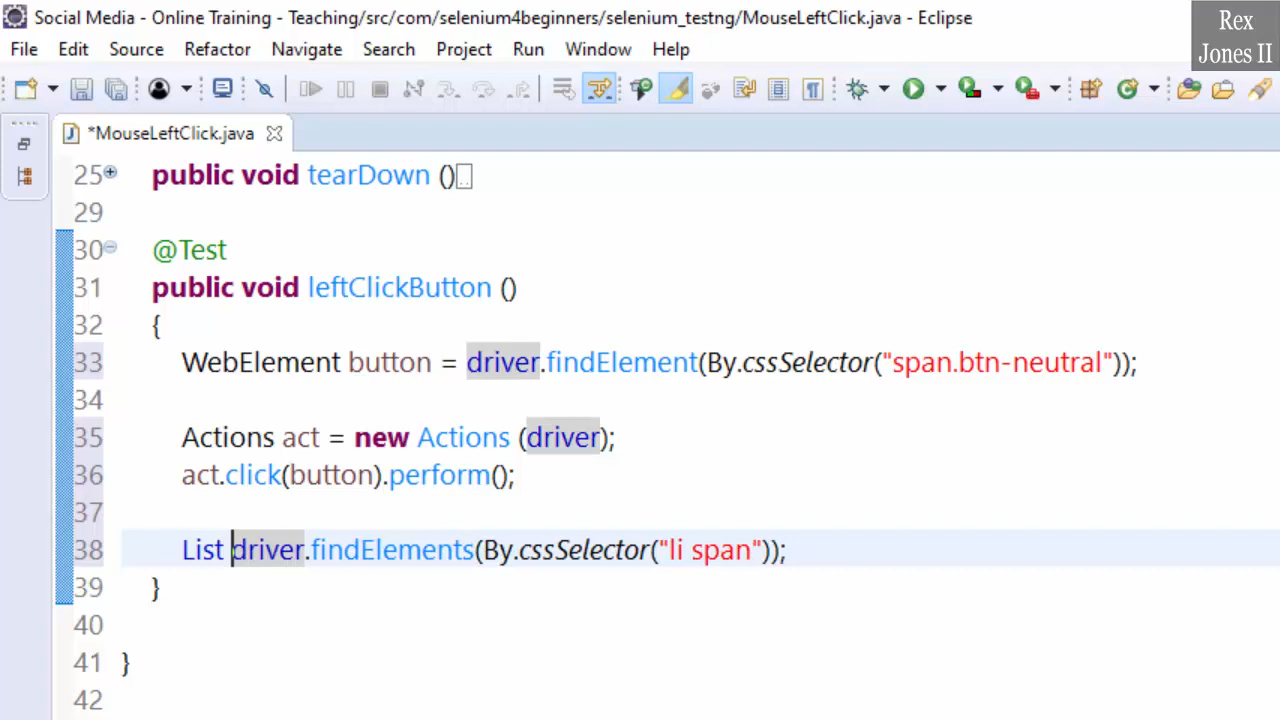 Social Media - Online Training - Teaching/src/com/selenium4beginners/selenium_testng/MouseLeftClick.java - Eclipse
Rex
Jones II
File Edit Source Refactor Navigate Search Project Run Window Help
*MouseLeftClick.java
25 public void tearDown ()
29
30 @Test
31 public void leftClickButton ()
32 {
33 WebElement button = driver.findElement(By.cssSelector("span.btn-neutral"));
34
35 Actions act = new Actions (driver);
36 act.click(button).perform();
37
38 List driver.findElements(By.cssSelector("li span"));
39 }
40
41 }
42